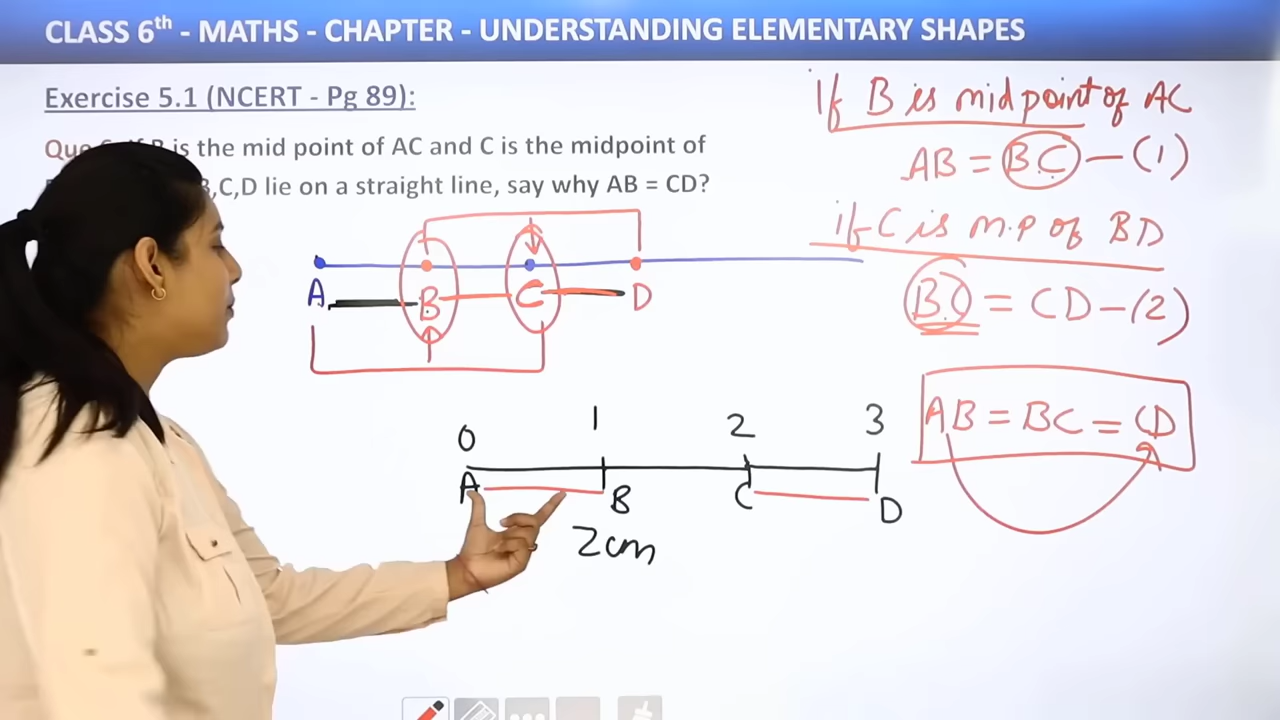 CLASS 6th - MATHS - CHAPTER - UNDERSTANDING ELEMENTARY SHAPES
Exercise 5.1 (NCERT - Pg 89):
is the mid point of AC and C is the midpoint of
B,C,D lie on a straight line, say why AB = CD?
A B C D
0 1 2 3
A B C D
2cm
If B is mid point of AC
AB = BC - (1)
if C is m.p of BD
BC = CD - (2)
AB = BC = CD